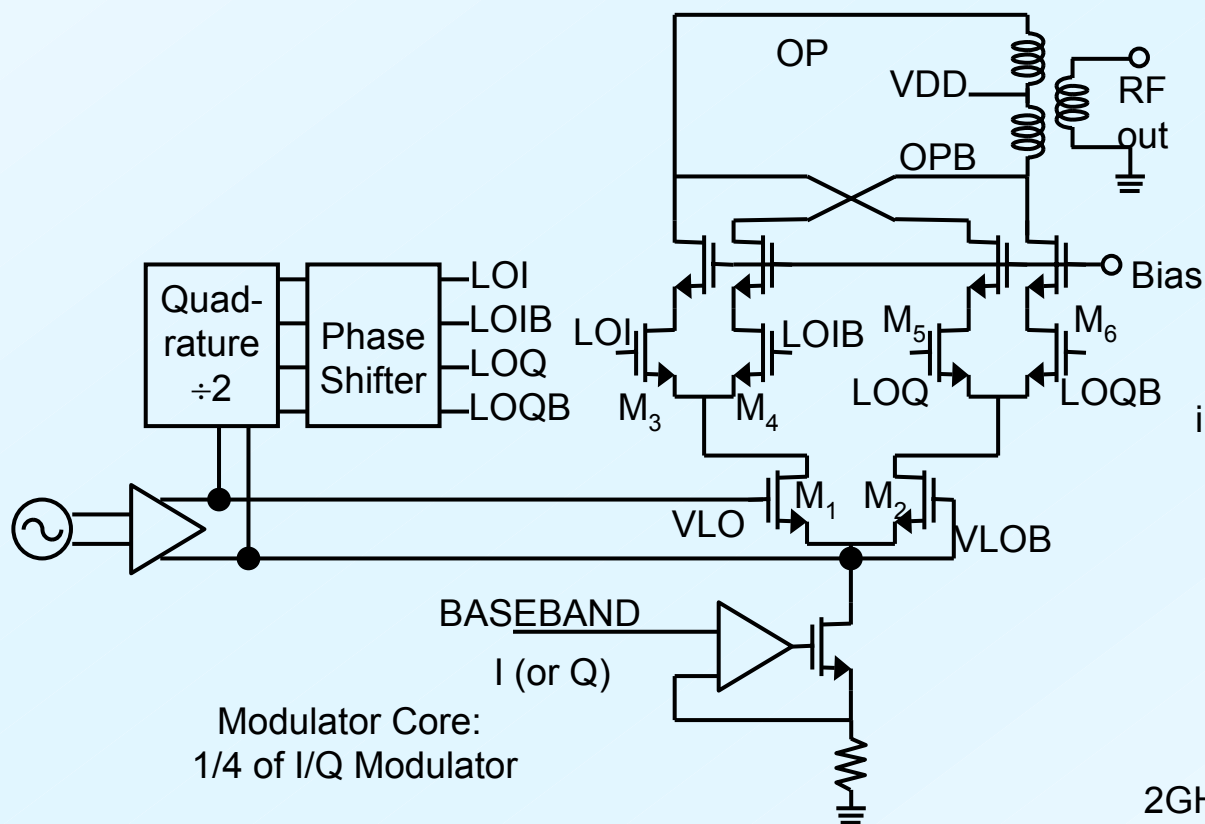 OP
VDD
RF
out
OPB
Bias
Quad-
rature
÷2
Phase
Shifter
LOI
LOIB
LOQ
LOQB
LOI
LOIB
M5
M6
LOQ
LOQB
M3
M4
i
M1
M2
VLO
VLOB
BASEBAND
I (or Q)
Modulator Core:
1/4 of I/Q Modulator
2GH